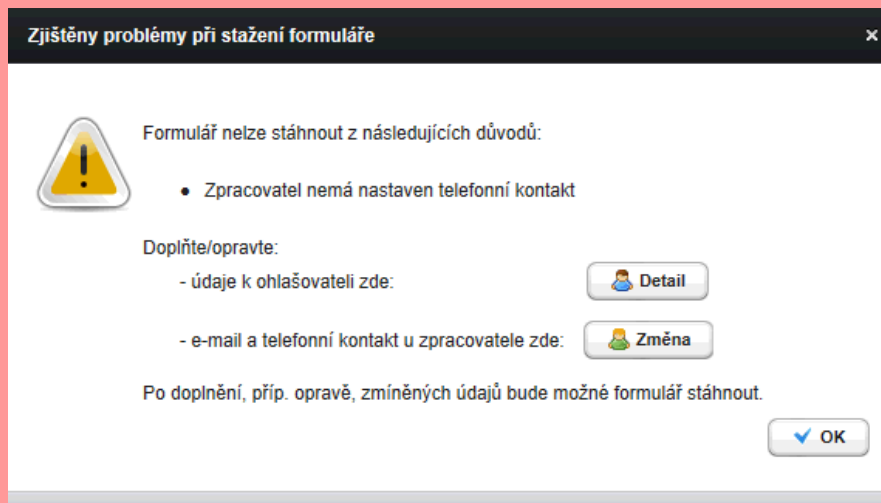 Zjištěny problémy při stažení formuláře
Formulář nelze stáhnout z následujících důvodů:
● Zpracovatel nemá nastaven telefonní kontakt
Doplňte/opravte:
- údaje k ohlašovateli zde: Detail
- e-mail a telefonní kontakt u zpracovatele zde: Změna
Po doplnění, příp. opravě, zmíněných údajů bude možné formulář stáhnout.
OK